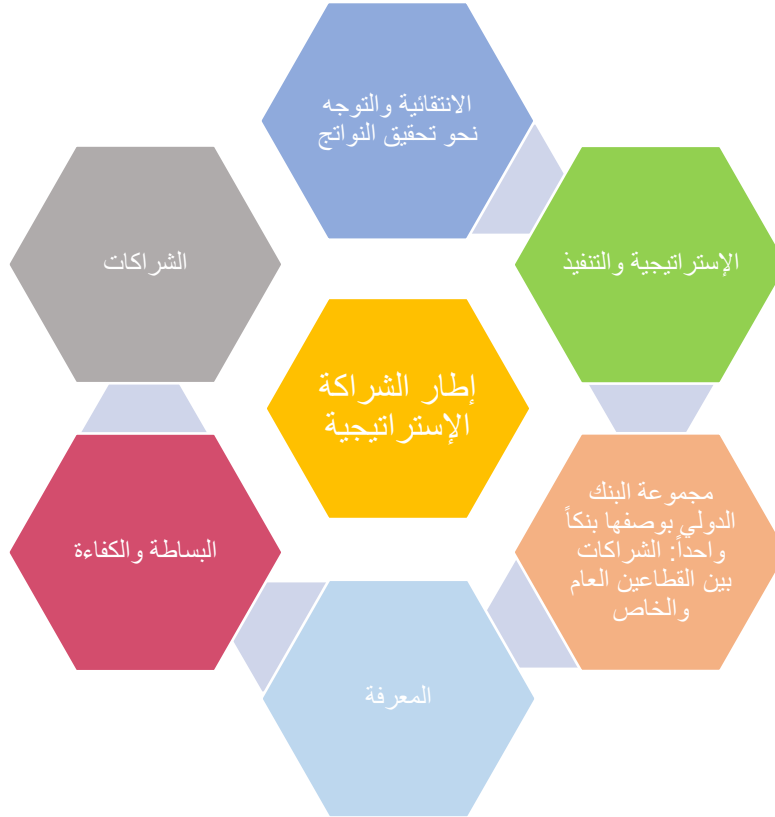 الانتقائية والتوجه
نحو تحقيق النواتج
الإستراتيجية والتنفيذ
الشراكات
إطار الشراكة
الإستراتيجية
مجموعة البنك
الدولي بوصفها بنكاً
واحداً: الشراكات
بين القطاعين العام
والخاص
البساطة والكفاءة
المعرفة